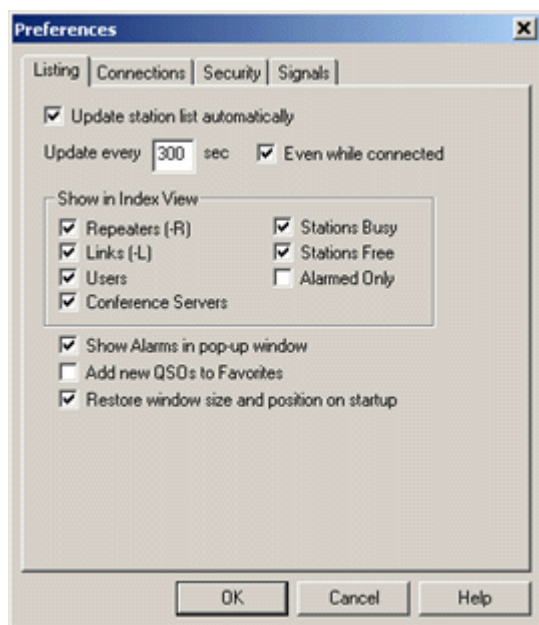 Preferences
Listing Connections Security Signals
Update station list automatically
Update every 300 sec Even while connected
Show in Index View
Repeaters (-R) Stations Busy
Links (-L) Stations Free
Users Alarmed Only
Conference Servers
Show Alarms in pop-up window
Add new QSOs to Favorites
Restore window size and position on startup
OK Cancel Help